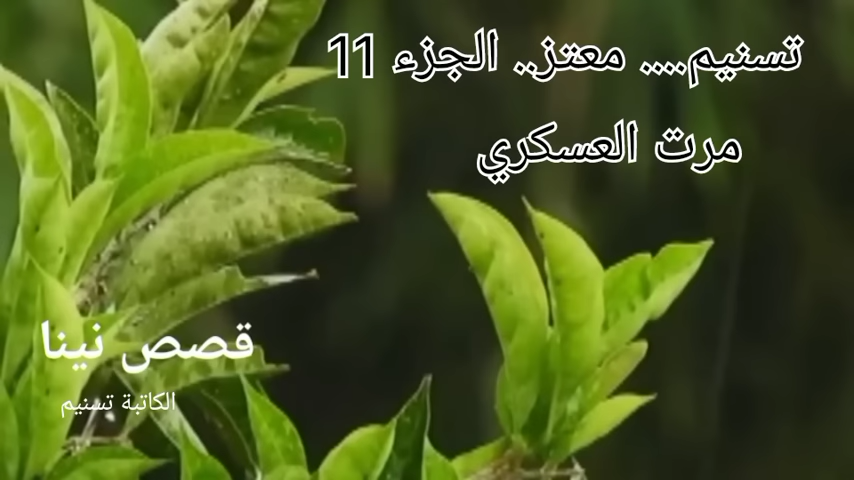 تسنيم.... معتز.. الجزء 11
مرت العسكري
قصص نينا
الكاتبة تسنيم